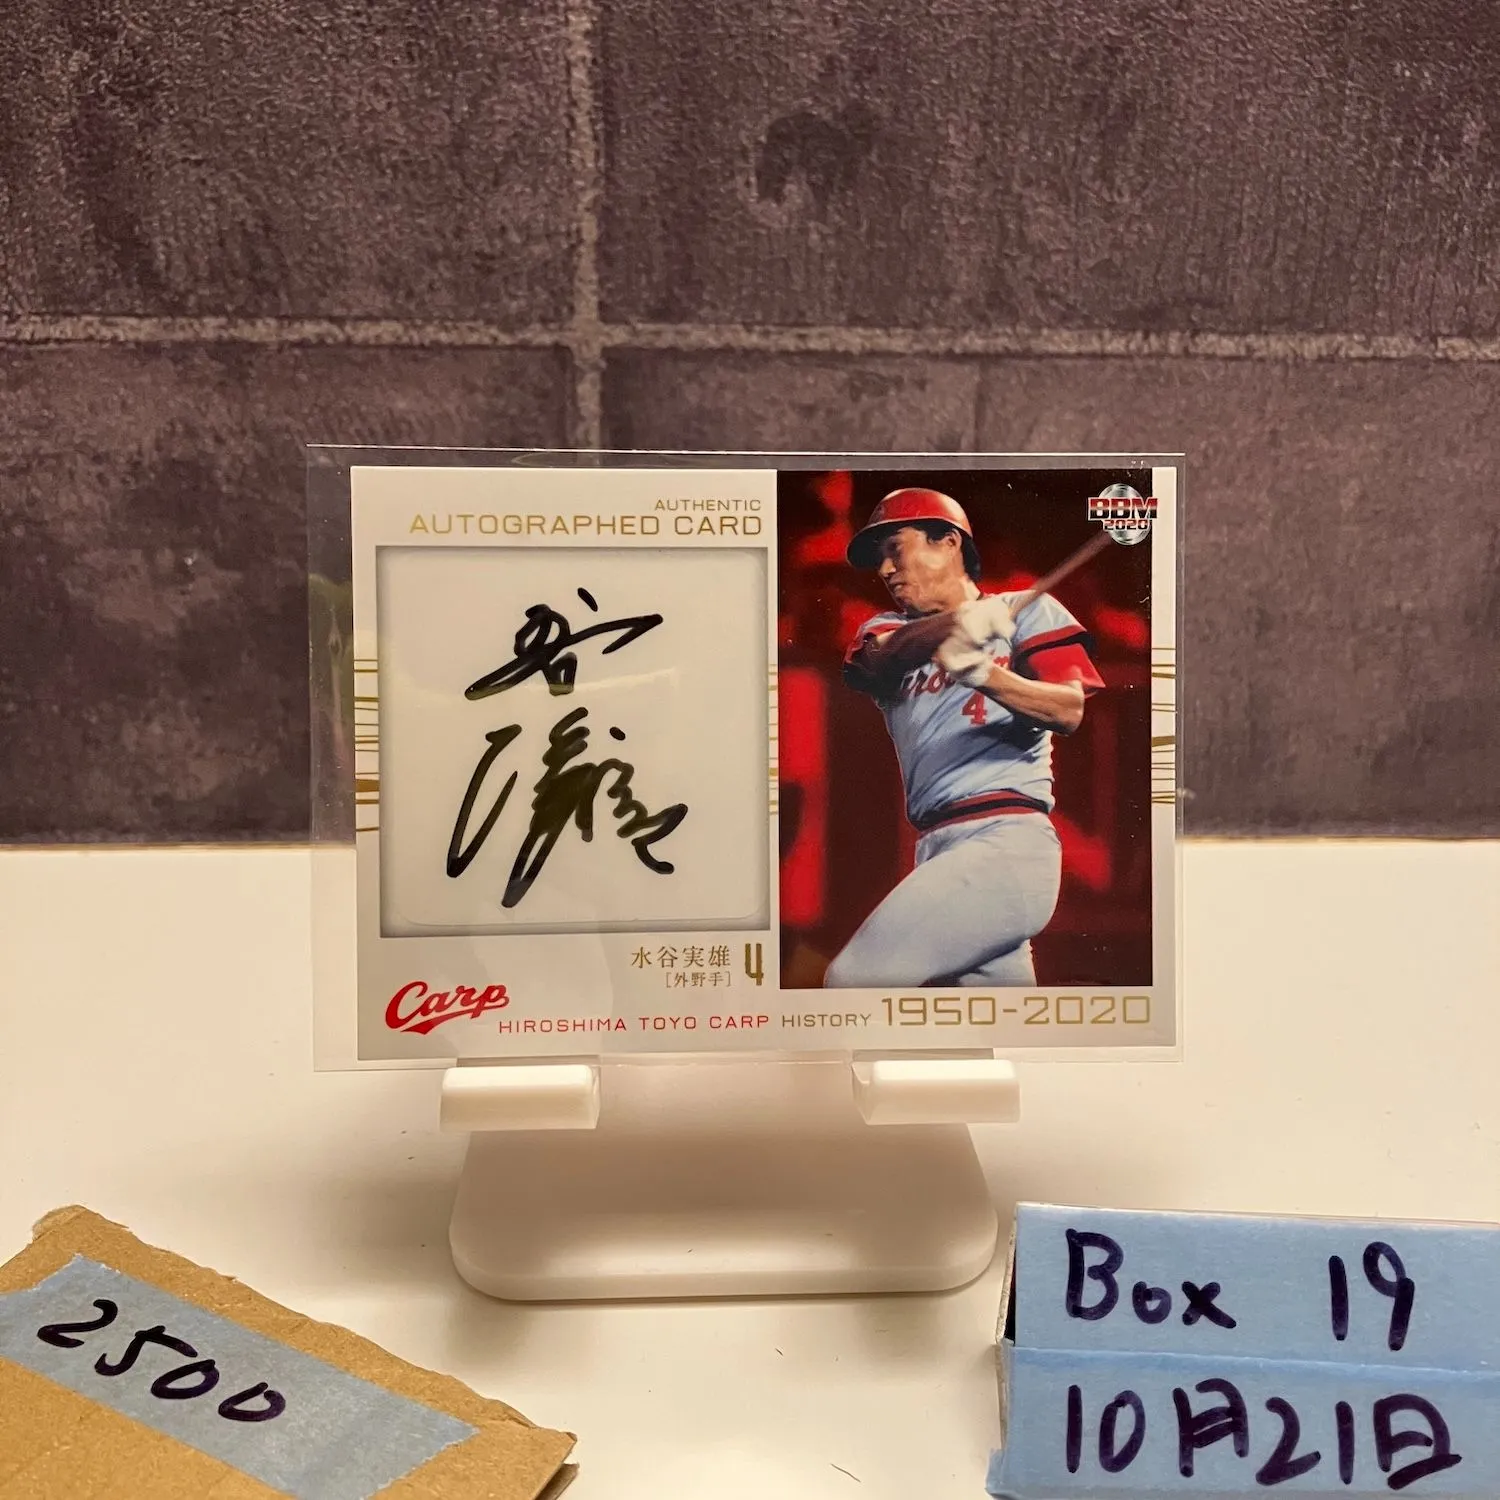 AUTHENTIC
AUTOGRAPHED CARD
BBM
2020
4
水谷実雄 4
[外野手]
Carp
HIROSHIMA TOYO CARP HISTORY 1950-2020
2500
Box 19
10月21日